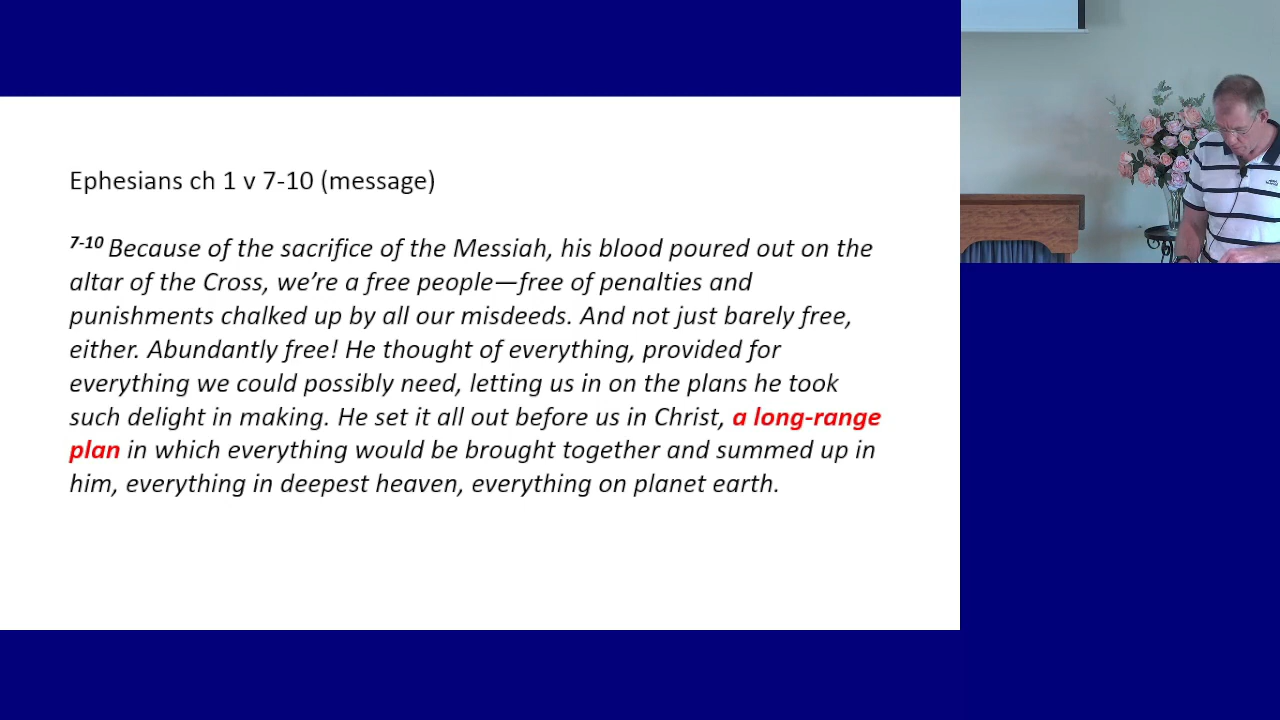 Ephesians ch 1 v 7-10 (message)
7-10 Because of the sacrifice of the Messiah, his blood poured out on the
altar of the Cross, we’re a free people—free of penalties and
punishments chalked up by all our misdeeds. And not just barely free,
either. Abundantly free! He thought of everything, provided for
everything we could possibly need, letting us in on the plans he took
such delight in making. He set it all out before us in Christ, a long-range
plan in which everything would be brought together and summed up in
him, everything in deepest heaven, everything on planet earth.